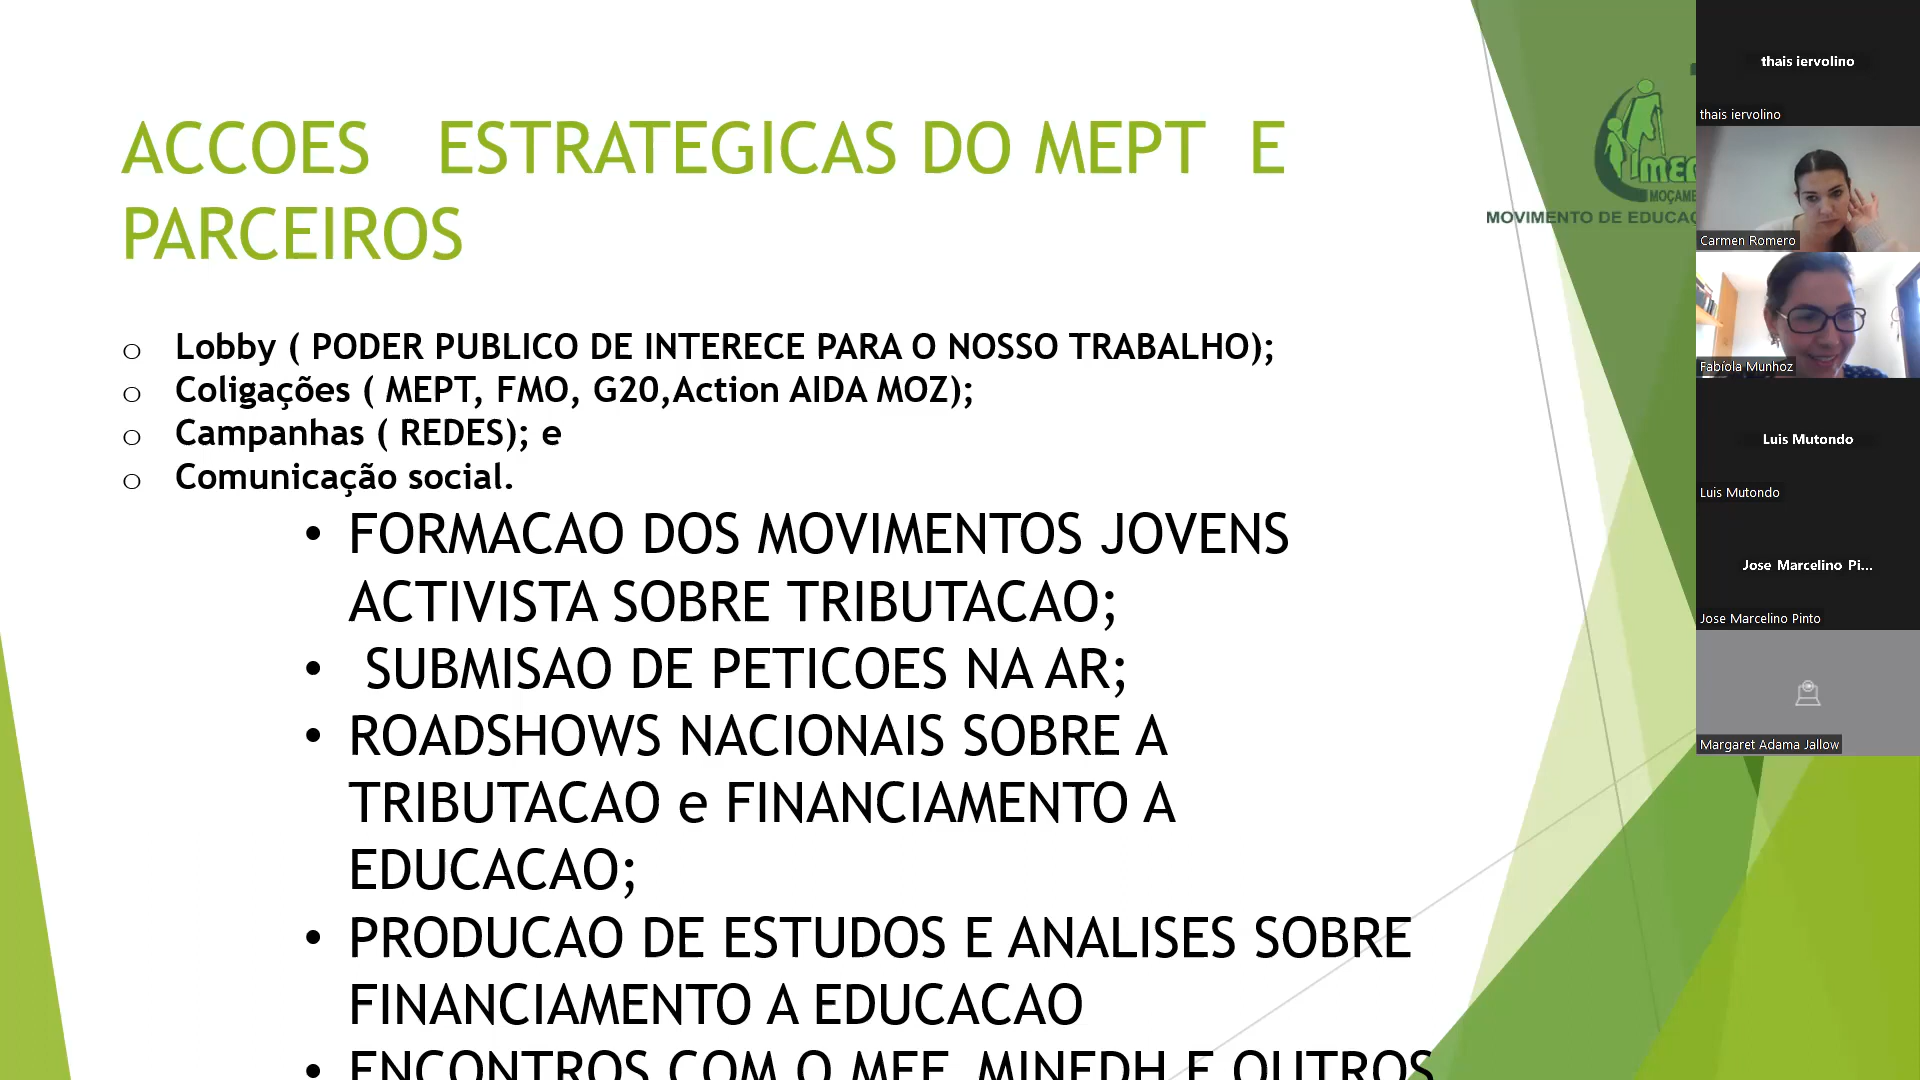 ACCOES ESTRATEGICAS DO MEPT E
PARCEIROS
o Lobby ( PODER PUBLICO DE INTERECE PARA O NOSSO TRABALHO);
o Coligações ( MEPT, FMO, G20,Action AIDA MOZ);
o Campanhas ( REDES); e
o Comunicação social.
• FORMACAO DOS MOVIMENTOS JOVENS
ACTIVISTA SOBRE TRIBUTACAO;
• SUBMISAO DE PETICOES NA AR;
• ROADSHOWS NACIONAIS SOBRE A
TRIBUTACAO e FINANCIAMENTO A
EDUCACAO;
• PRODUCAO DE ESTUDOS E ANALISES SOBRE
FINANCIAMENTO A EDUCACAO
• ENCONTROS COM O MEF, MINEDH E OUTROS
MOVIMENTO DE EDUCAÇ
thais iervolino
thais iervolino
Carmen Romero
Fabíola Munhoz
Luis Mutondo
Luis Mutondo
Jose Marcelino Pi...
Jose Marcelino Pinto
Margaret Adama Jallow